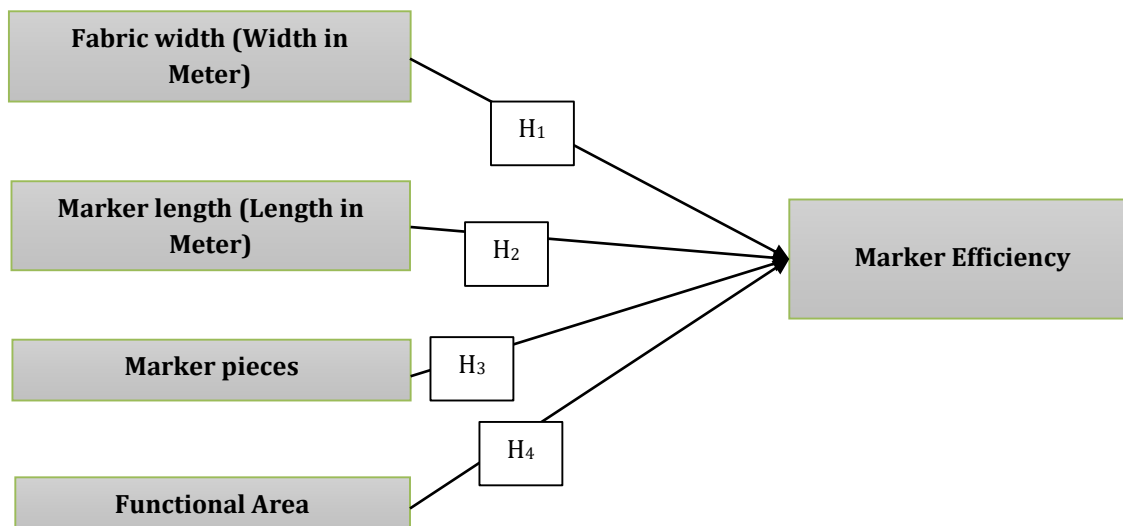 Fabric width (Width in
Meter)
H1
Marker length (Length in
Meter)
H2
Marker Efficiency
Marker pieces
H3
H4
Functional Area